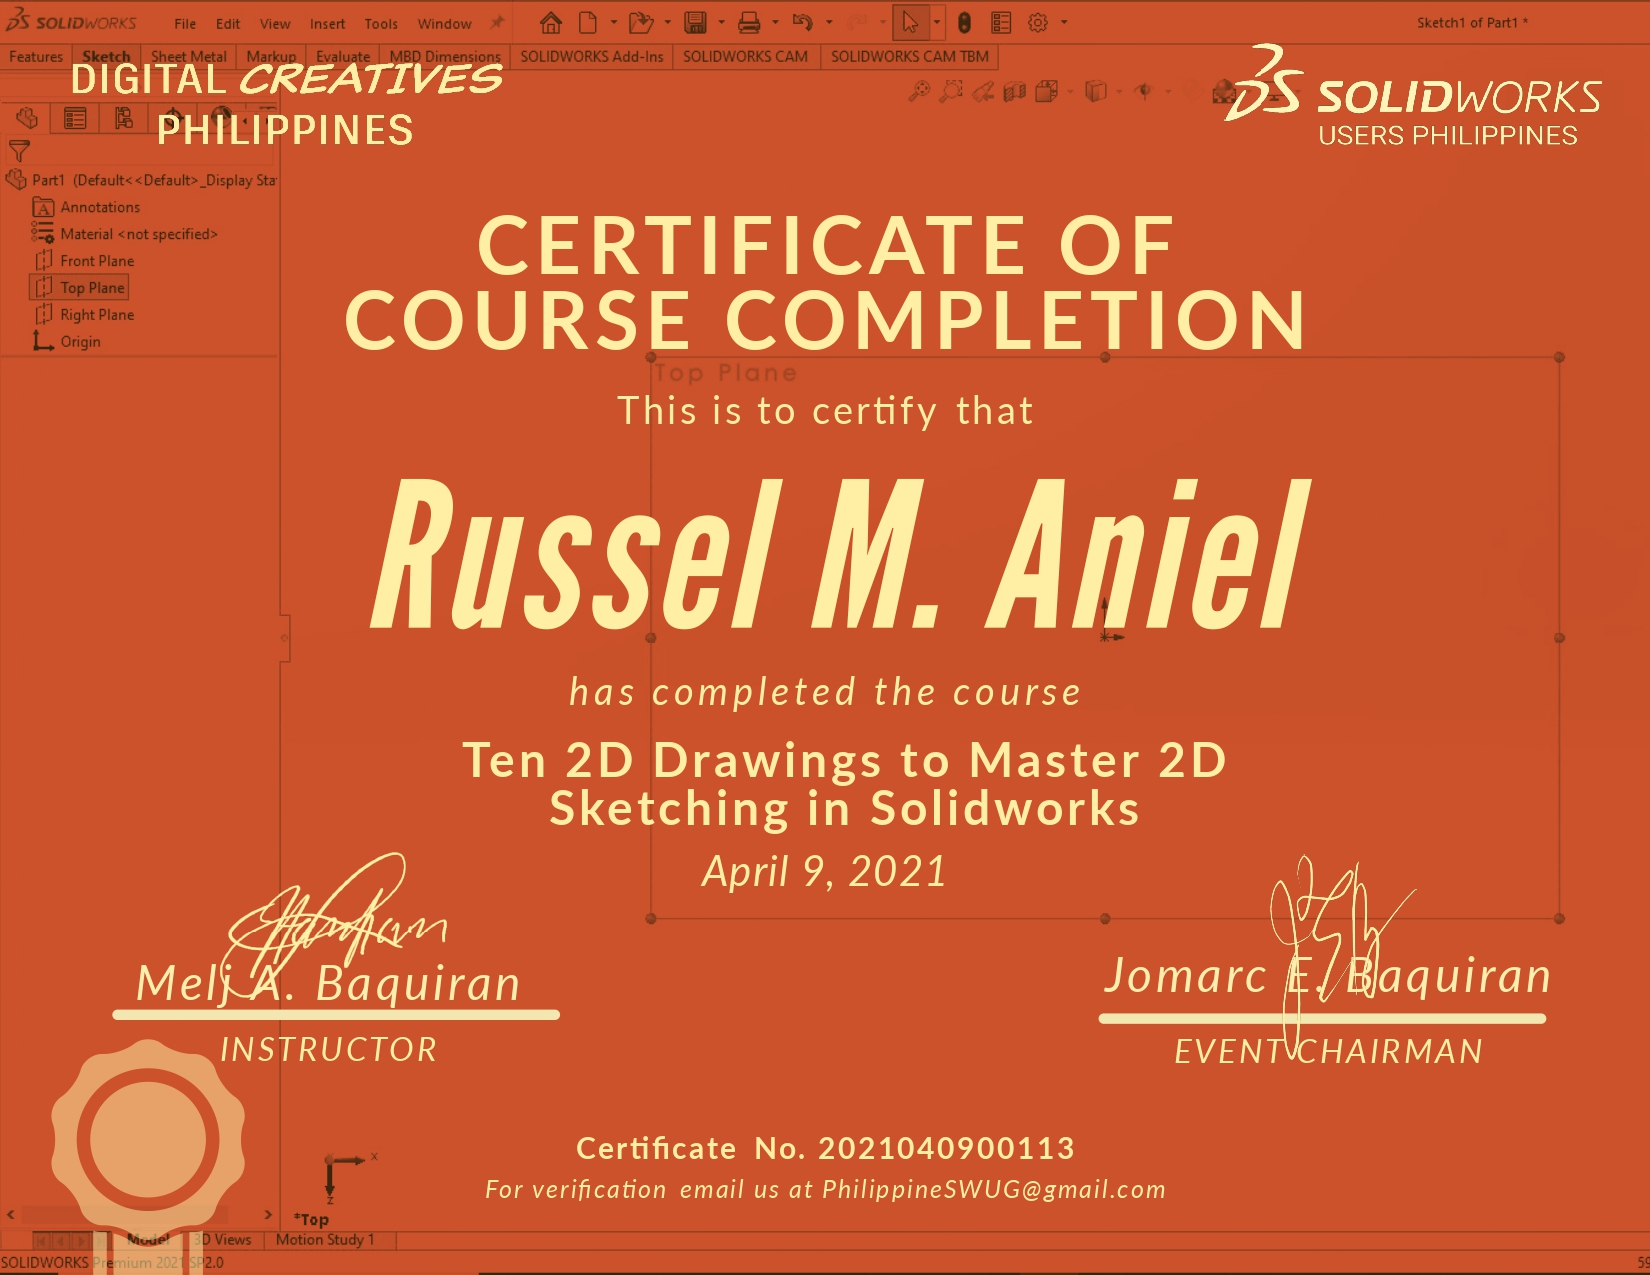 SOLIDWORKS File Edit View Insert Tools Window Sketch1 of Part1 *
Features Sketch Sheet Metal Markup Evaluate MBD Dimensions SOLIDWORKS Add-Ins SOLIDWORKS CAM SOLIDWORKS CAM TBM
DIGITAL CREATIVES
PHILIPPINES
SOLIDWORKS
USERS PHILIPPINES
Part1 (Default<<Default>_Display Sta
Annotations
Material <not specified>
Front Plane
Top Plane
Right Plane
Origin
CERTIFICATE OF
COURSE COMPLETION
Top Plane
This is to certify that
Russel M. Aniel
has completed the course
Ten 2D Drawings to Master 2D
Sketching in Solidworks
April 9, 2021
Melj A. Baquiran
INSTRUCTOR
Jomarc E. Baquiran
EVENT CHAIRMAN
Certificate No. 2021040900113
For verification email us at PhilippineSWUG@gmail.com
X
Z
*Top
Model 3D Views Motion Study 1
SOLIDWORKS Premium 2021 SP2.0